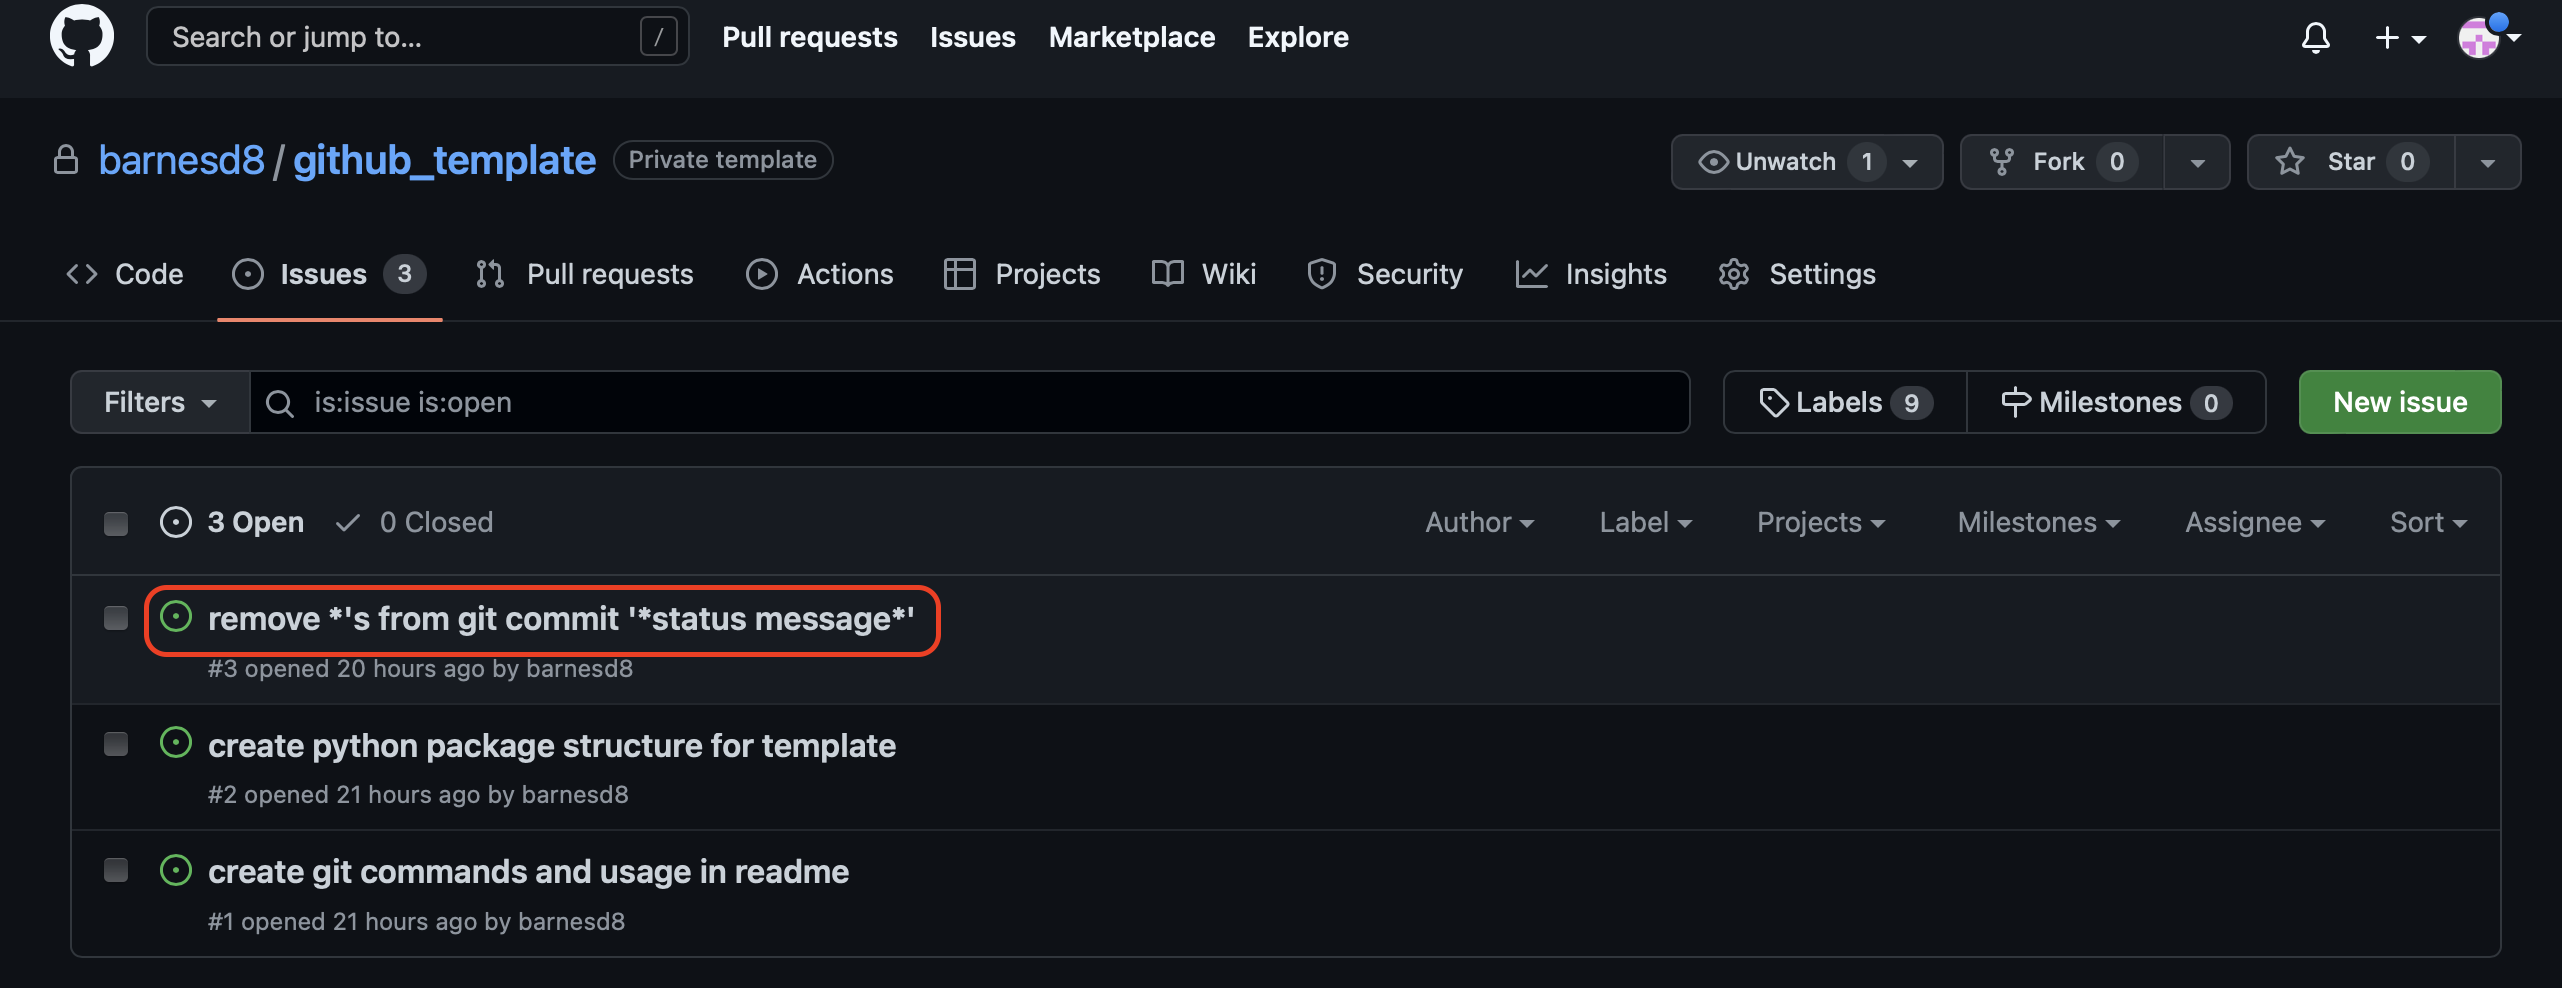 Search or jump to... / Pull requests Issues Marketplace Explore
barnesd8 / github_template Private template Unwatch 1 Fork 0 Star 0
Code Issues 3 Pull requests Actions Projects Wiki Security Insights Settings
Filters is:issue is:open Labels 9 Milestones 0 New issue
3 Open 0 Closed Author Label Projects Milestones Assignee Sort
remove *'s from git commit '*status message*'
#3 opened 20 hours ago by barnesd8
create python package structure for template
#2 opened 21 hours ago by barnesd8
create git commands and usage in readme
#1 opened 21 hours ago by barnesd8